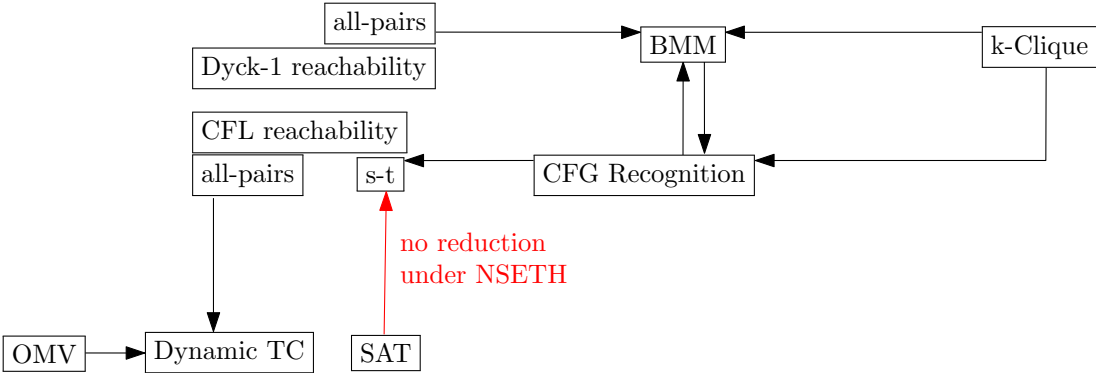 all-pairs
BMM
k-Clique
Dyck-1 reachability
CFL reachability
all-pairs
s-t
CFG Recognition
no reduction
under NSETH
OMV
Dynamic TC
SAT